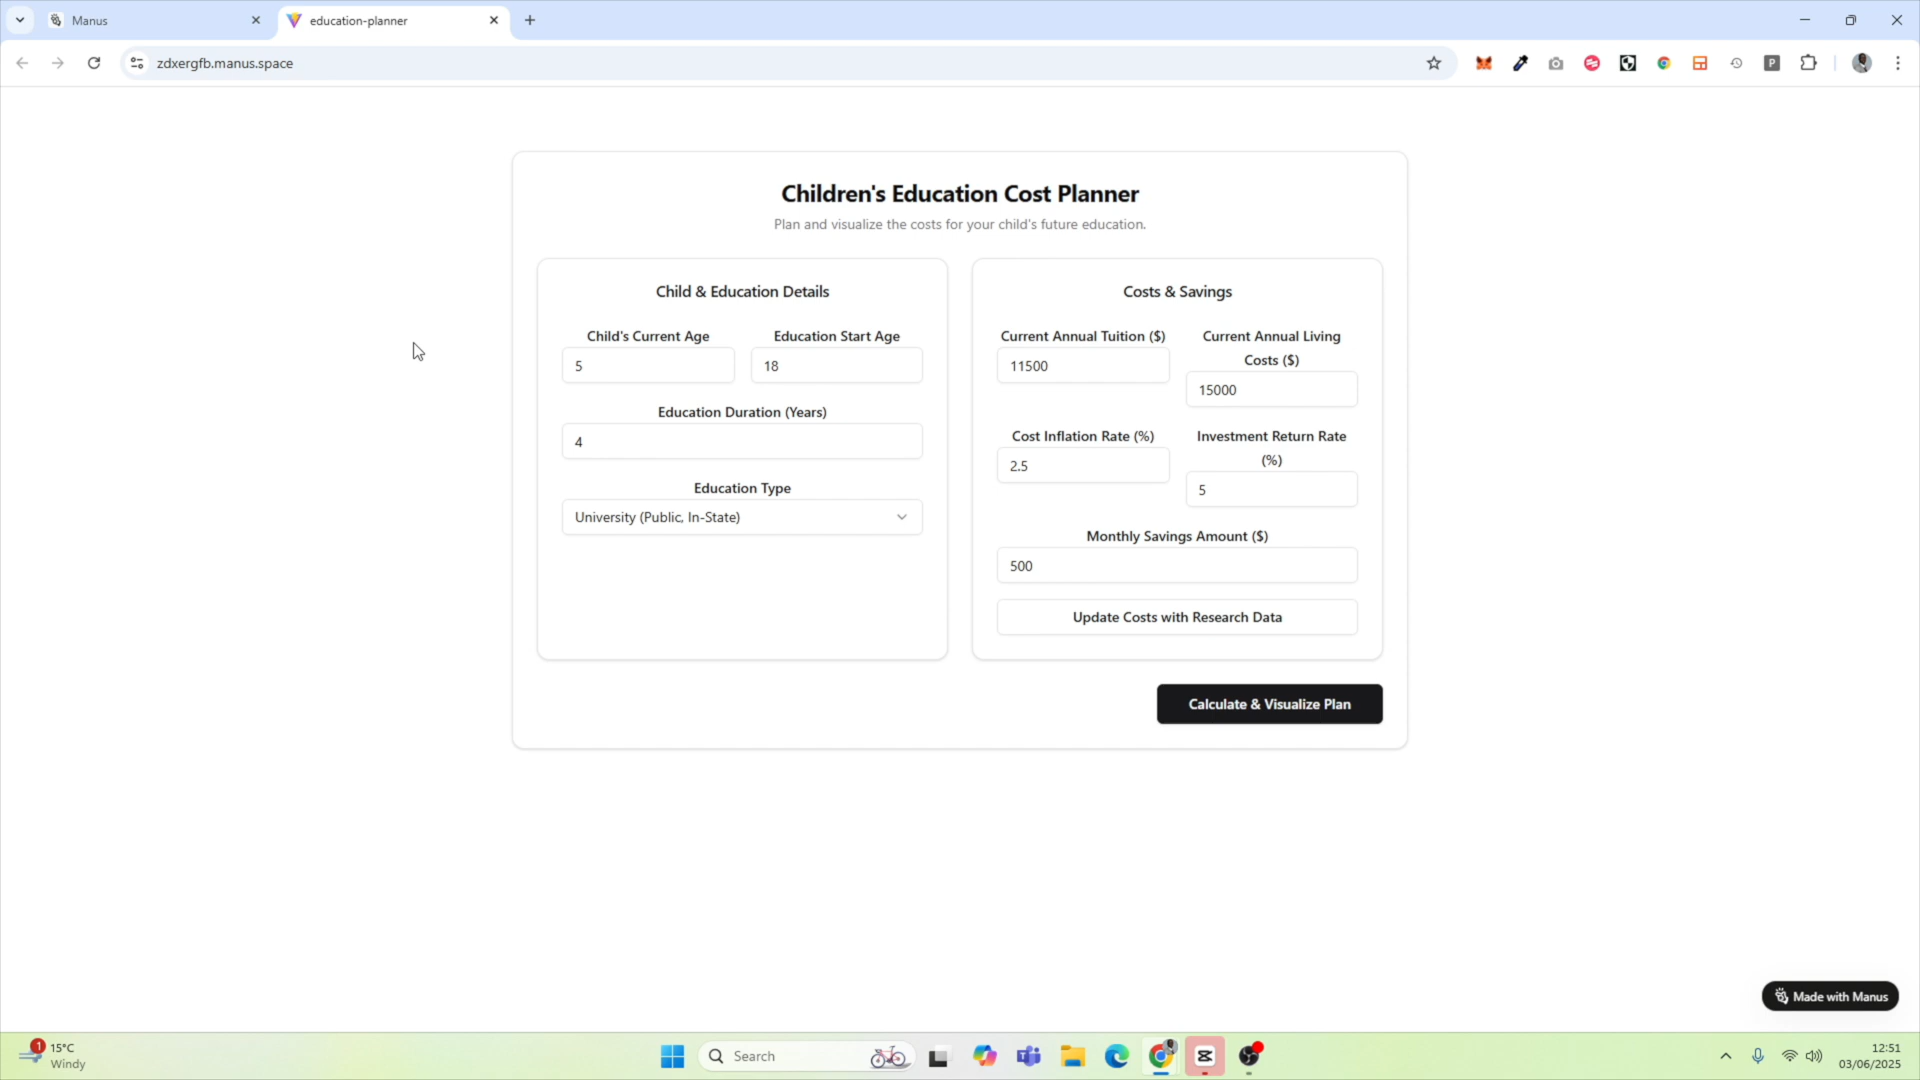 Manus
education-planner
zdxergfb.manus.space
P
Children's Education Cost Planner
Plan and visualize the costs for your child's future education.
Child & Education Details
Child's Current Age
Education Start Age
5
18
Education Duration (Years)
4
Education Type
University (Public, In-State)
Costs & Savings
Current Annual Tuition ($)
Current Annual Living
Costs ($)
11500
15000
Cost Inflation Rate (%)
Investment Return Rate
(%)
2.5
5
Monthly Savings Amount ($)
500
Update Costs with Research Data
Calculate & Visualize Plan
Made with Manus
1
15°C
Windy
Search
12:51
03/06/2025